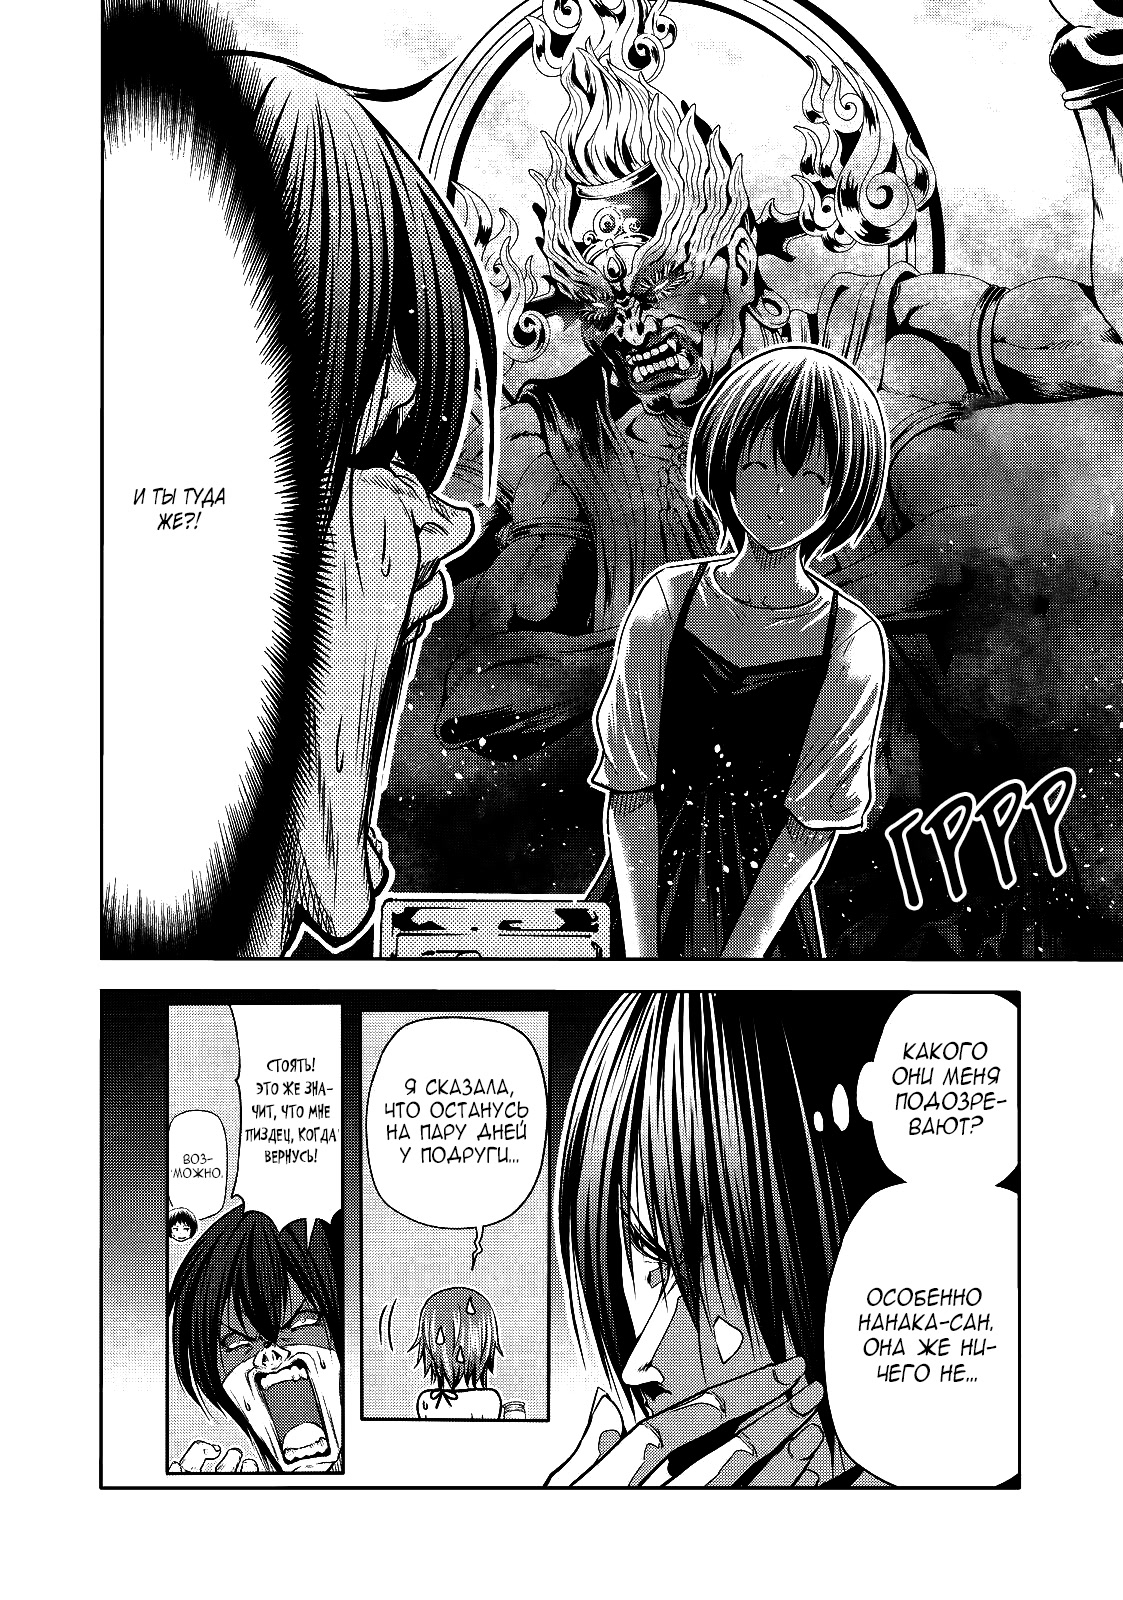 И ТЫ ТУДА
ЖЕ?!
ГРРР
КАКОГО
ОНИ МЕНЯ
ПОДОЗРЕ-
ВАЮТ?
ОСОБЕННО
НАНАКА-САН.
ОНА ЖЕ НИ-
ЧЕГО НЕ...
Я СКАЗАЛА,
ЧТО ОСТАНУСЬ
НА ПАРУ ДНЕЙ
У ПОДРУГИ...
СТОЯТЬ!
ЭТО ЖЕ ЗНА-
ЧИТ, ЧТО МНЕ
ПИЗДЕЦ, КОГДА
ВЕРНУСЬ!
ВОЗ-
МОЖНО.